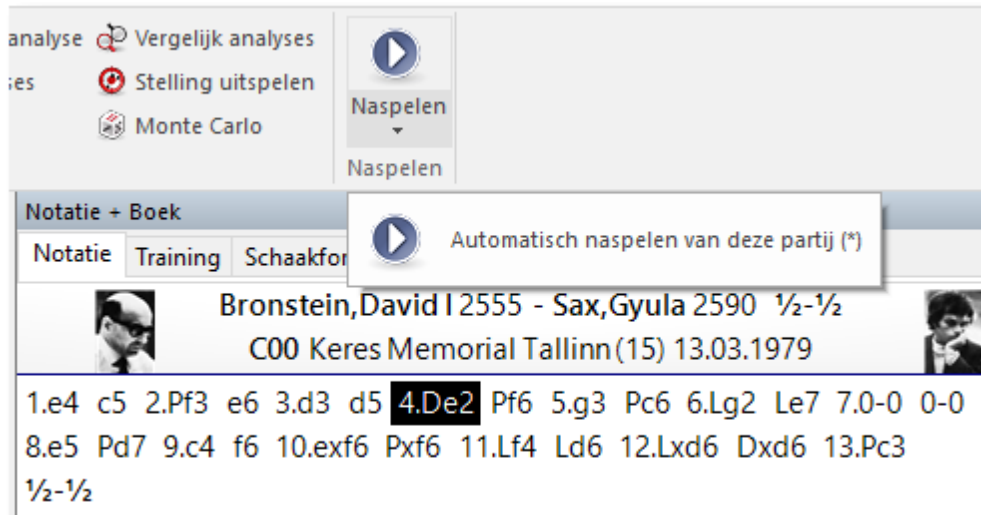 analyse Vergelijk analyses
ses Stelling uitspelen
Monte Carlo
Naspelen
Naspelen
Notatie + Boek
Notatie Training Schaakfor
Automatisch naspelen van deze partij (*)
Bronstein,David I 2555 - Sax,Gyula 2590 ½-½
C00 Keres Memorial Tallinn (15) 13.03.1979
1.e4 c5 2.Pf3 e6 3.d3 d5 4.De2 Pf6 5.g3 Pc6 6.Lg2 Le7 7.0-0 0-0
8.e5 Pd7 9.c4 f6 10.exf6 Pxf6 11.Lf4 Ld6 12.Lxd6 Dxd6 13.Pc3
½-½